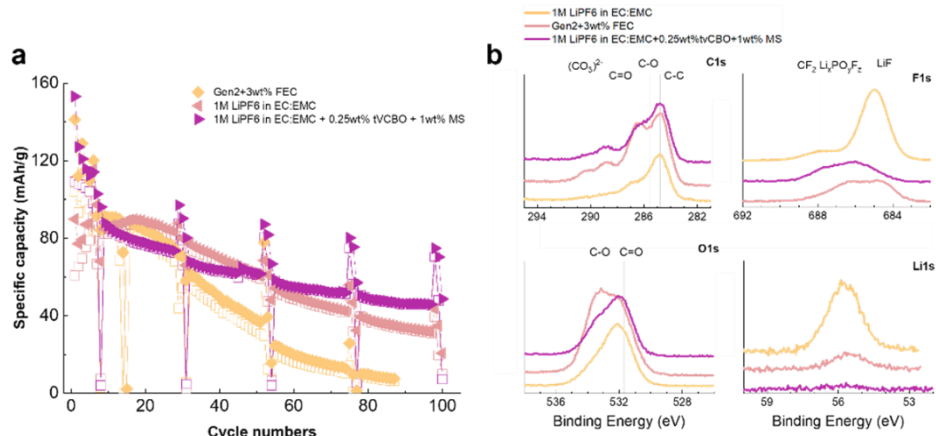 a
Specific capacity (mAh/g)
160
120
80
40
0
0
20
40
60
80
100
Cycle numbers
Gen2+3wt% FEC
1M LiPF6 in EC:EMC
1M LiPF6 in EC:EMC + 0.25wt% tVCBO + 1wt% MS
1M LiPF6 in EC:EMC
Gen2+3wt% FEC
1M LiPF6 in EC:EMC+0.25wt%tvCBO+1wt% MS
b
(CO₃)²⁻
C=O
C-O
C-C
C1s
294
290
286
282
CF₂ LiₓPOᵧF_z
LiF
F1s
692
688
684
C-O
C=O
O1s
536
532
528
Binding Energy (eV)
Li1s
59
56
53
Binding Energy (eV)